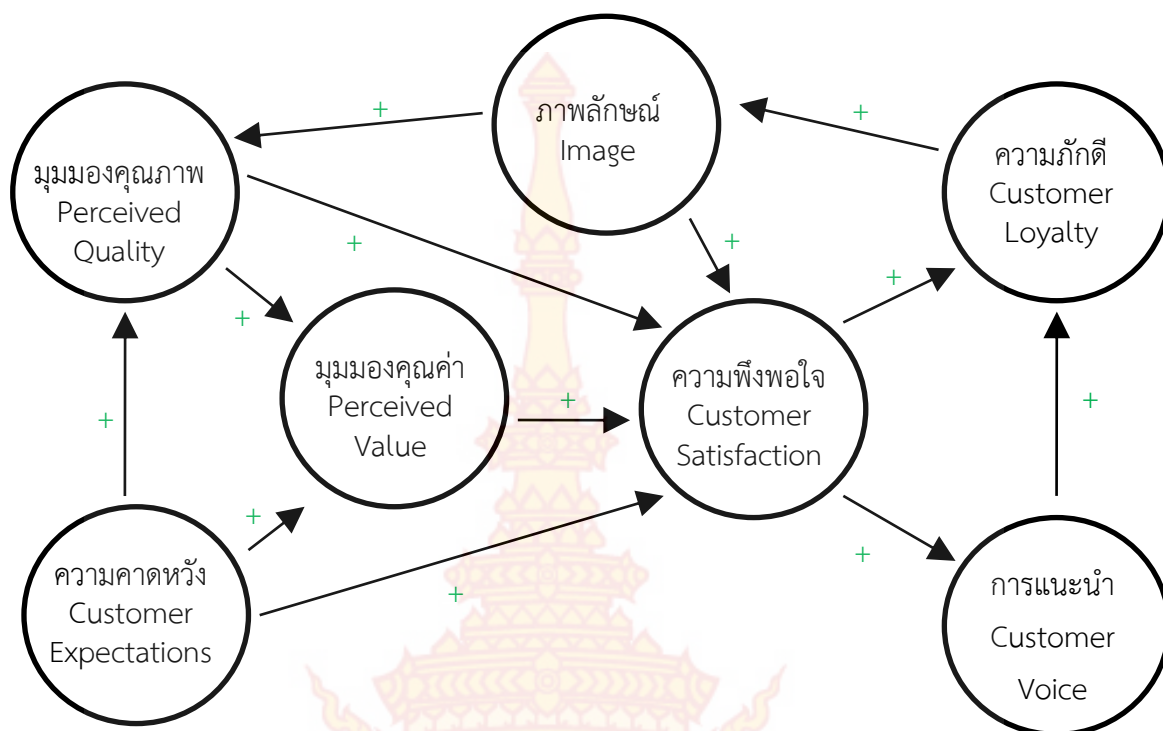 ภาพลักษณ์
Image
+
+
ความภักดี
Customer
Loyalty
มุมมองคุณภาพ
Perceived
Quality
+
+
+
+
มุมมองคุณค่า
Perceived
Value
+
ความพึงพอใจ
Customer
Satisfaction
+
+
+
+
+
ความคาดหวัง
Customer
Expectations
การแนะนำ
Customer
Voice